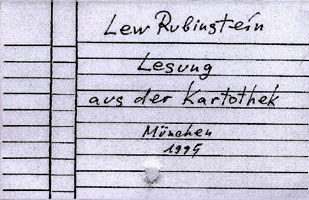 Lew Rubinstein
Lesung
aus der Kartothek
München
1995